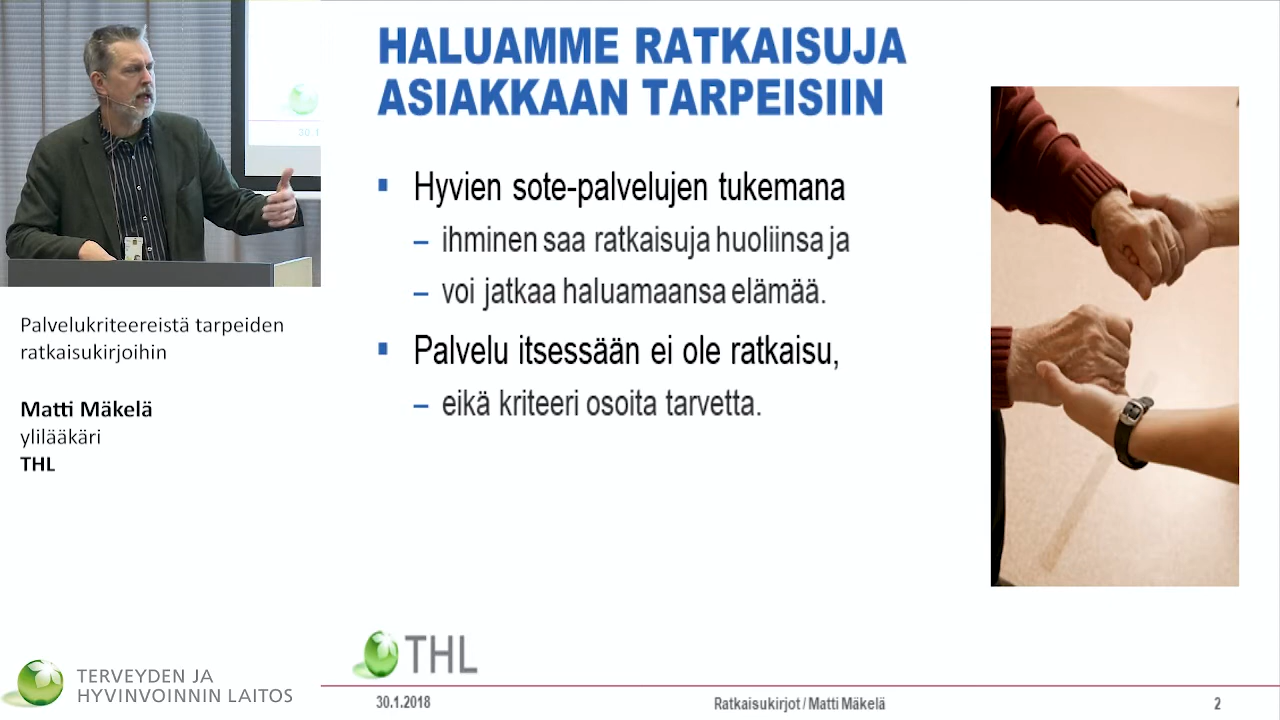 Palvelukriteereistä tarpeiden
ratkaisukirjoihin
Matti Mäkelä
ylilääkäri
THL
TERVEYDEN JA
HYVINVOINNIN LAITOS
HALUAMME RATKAISUJA
ASIAKKAAN TARPEISIIN
▪ Hyvien sote-palvelujen tukemana
– ihminen saa ratkaisuja huoliinsa ja
– voi jatkaa haluamaansa elämää.
▪ Palvelu itsessään ei ole ratkaisu,
– eikä kriteeri osoita tarvetta.
THL
30.1.2018
Ratkaisukirjot / Matti Mäkelä
2